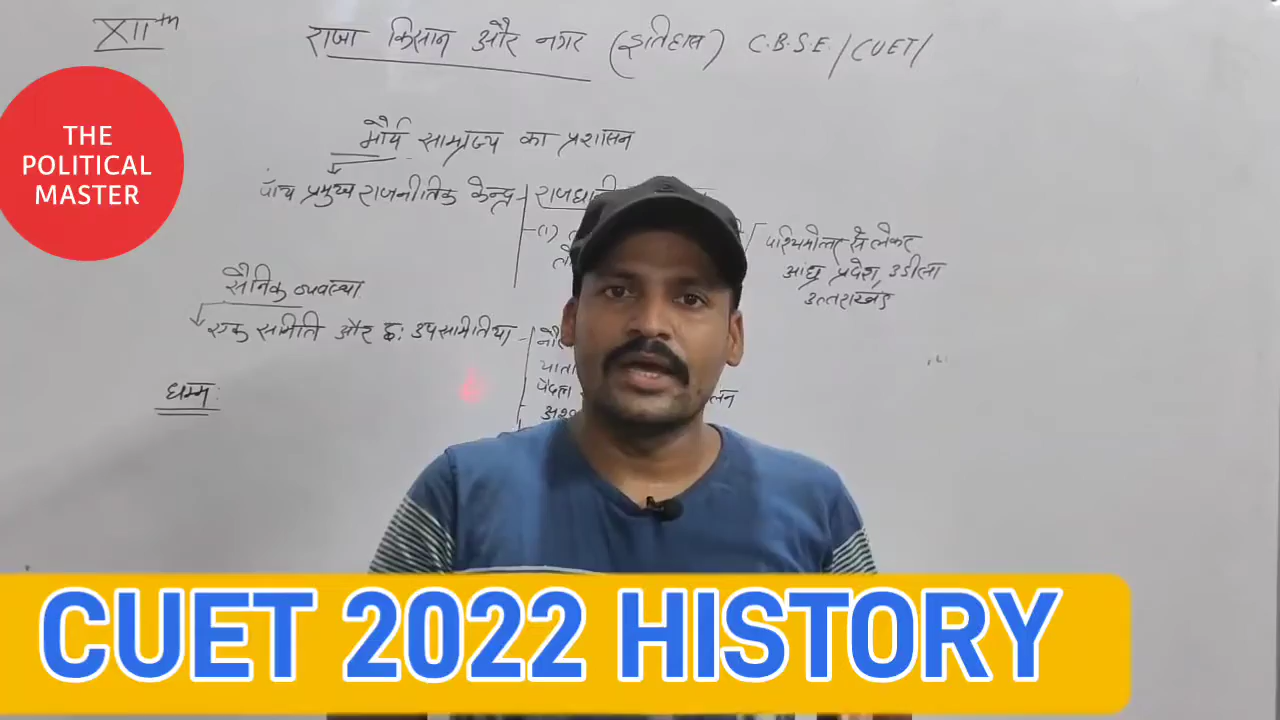 XIIth
राजा किसान और नगर (इतिहास) C.B.S.E./CUET/
THE
POLITICAL
MASTER
मौर्य साम्राज्य का प्रशासन
पाँच प्रमुख राजनीतिक केन्द्र
(1)
पश्चिमोत्तर से लेकर
आंध्र प्रदेश, उडीसा
उत्तराखंड
सैनिक व्यवस्था
एक समिति और छः उपसमितिया
धम्म:
CUET 2022 HISTORY